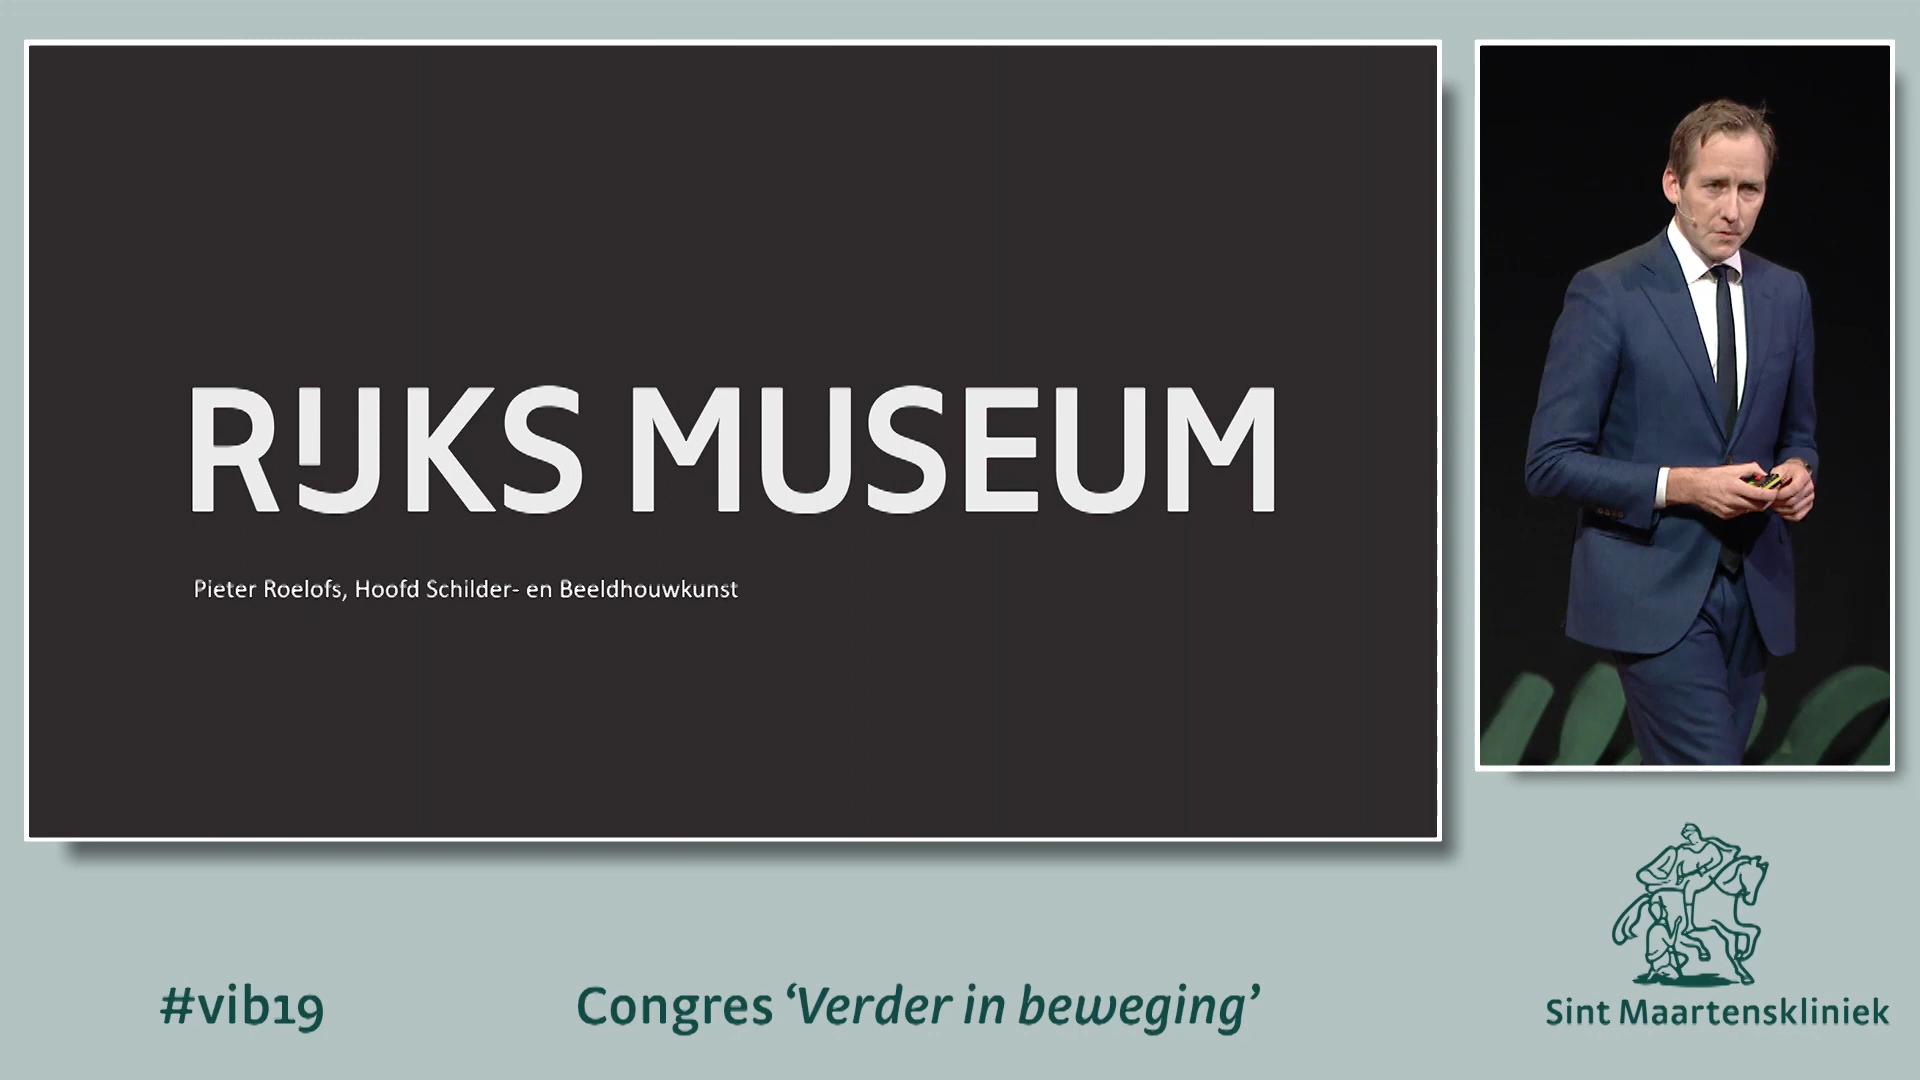 RIJKS MUSEUM
Pieter Roelofs, Hoofd Schilder- en Beeldhouwkunst
#vib19
Congres ‘Verder in beweging’
Sint Maartenskliniek